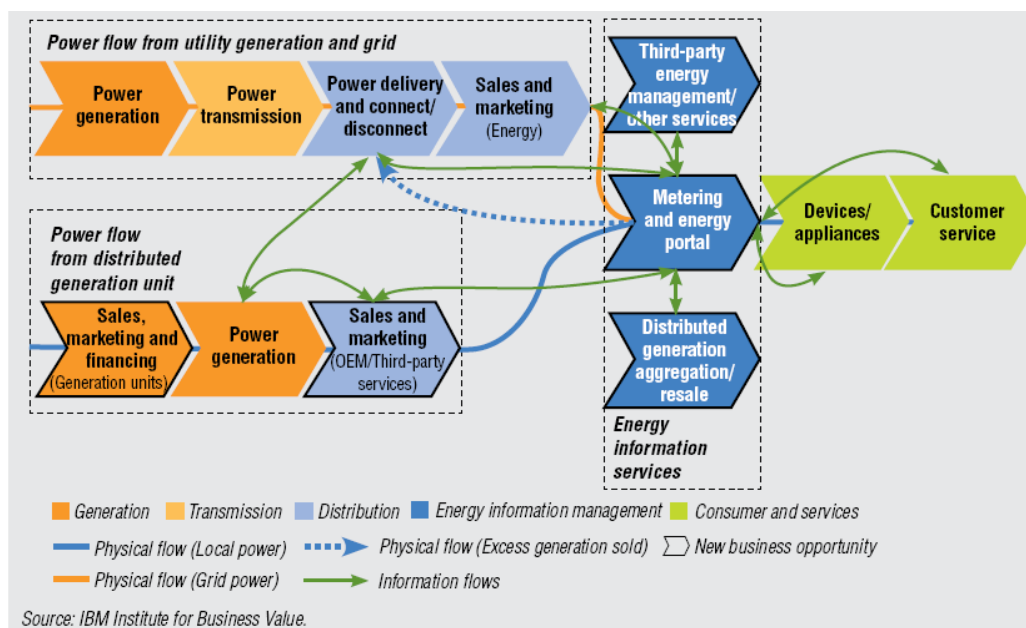 Power flow from utility generation and grid
Power
generation
Power
transmission
Power delivery
and connect/
disconnect
Sales and
marketing
(Energy)
Third-party
energy
management/
other services
Metering
and energy
portal
Devices/
appliances
Customer
service
Power flow
from distributed
generation unit
Sales,
marketing and
financing
(Generation units)
Power
generation
Sales and
marketing
(OEM/Third-party
services)
Distributed
generation
aggregation/
resale
Energy
information
services
Generation
Transmission
Distribution
Energy information management
Consumer and services
Physical flow (Local power)
Physical flow (Excess generation sold)
New business opportunity
Physical flow (Grid power)
Information flows
Source: IBM Institute for Business Value.